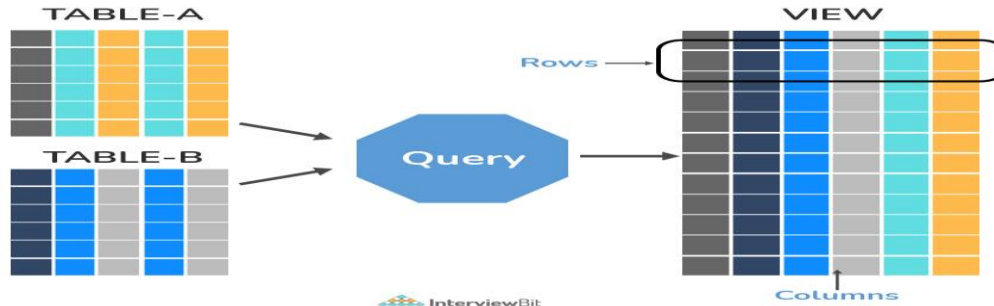 TABLE-A
VIEW
Rows
TABLE-B
Query
InterviewBit
Columns